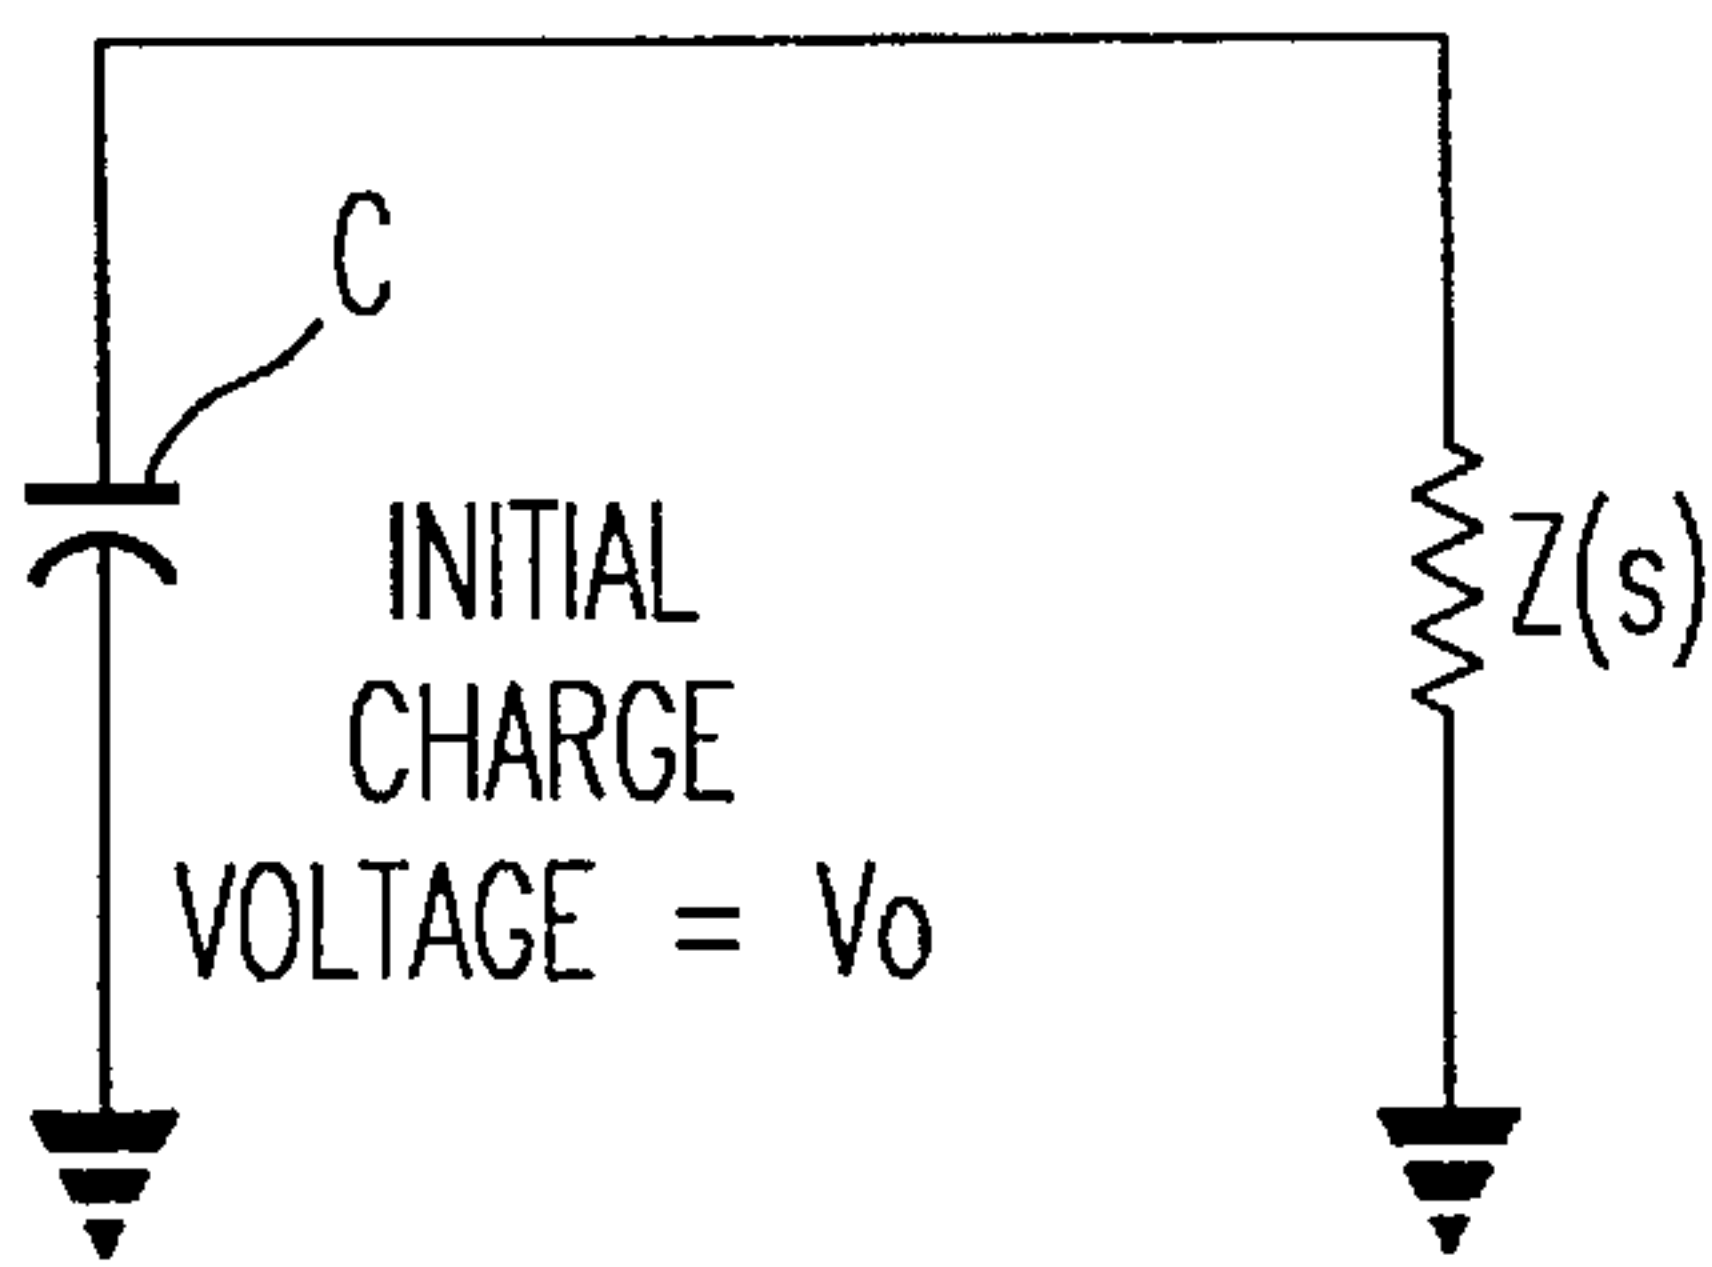 C
INITIAL
CHARGE
VOLTAGE = Vo
Z(s)